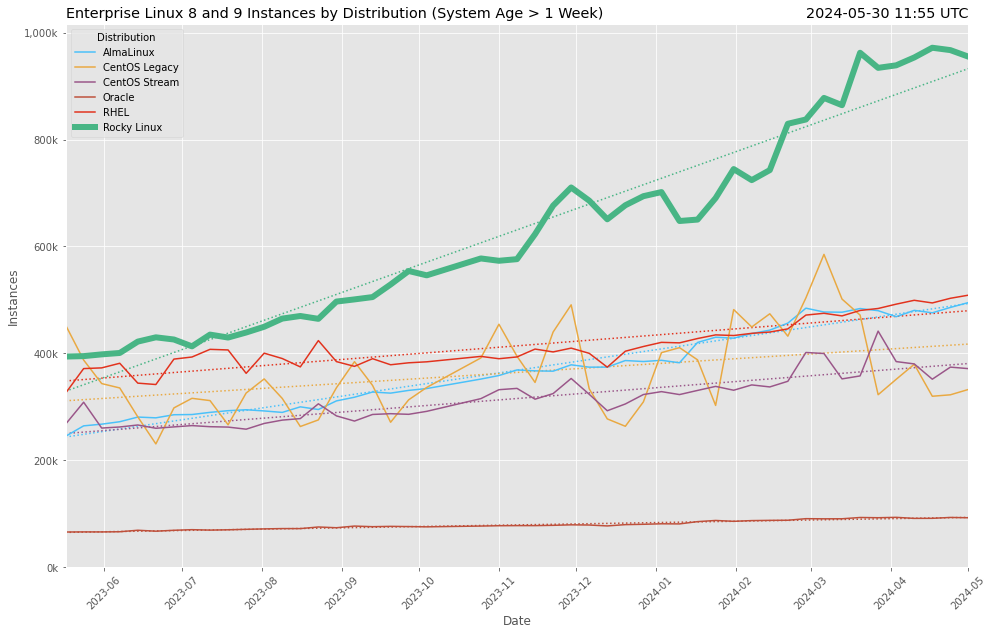 Enterprise Linux 8 and 9 Instances by Distribution (System Age > 1 Week)
2024-05-30 11:55 UTC
Distribution
AlmaLinux
CentOS Legacy
CentOS Stream
Oracle
RHEL
Rocky Linux
1,000k
800k
600k
400k
200k
0k
Instances
2023-06
2023-07
2023-08
2023-09
2023-10
2023-11
2023-12
2024-01
2024-02
2024-03
2024-04
2024-05
Date